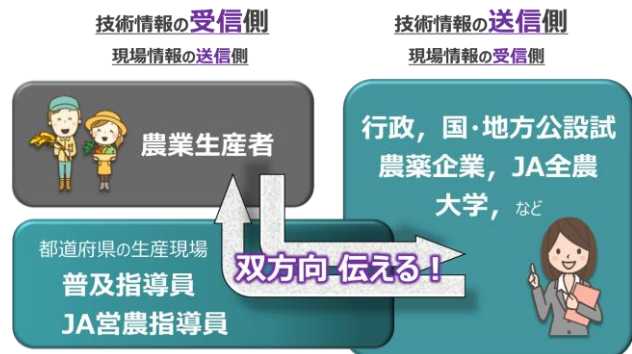 技術情報の受信側
現場情報の送信側
技術情報の送信側
現場情報の受信側
農業生産者
行政，国・地方公設試
農薬企業，JA全農
大学，など
都道府県の生産現場
普及指導員
JA営農指導員
双方向 伝える！